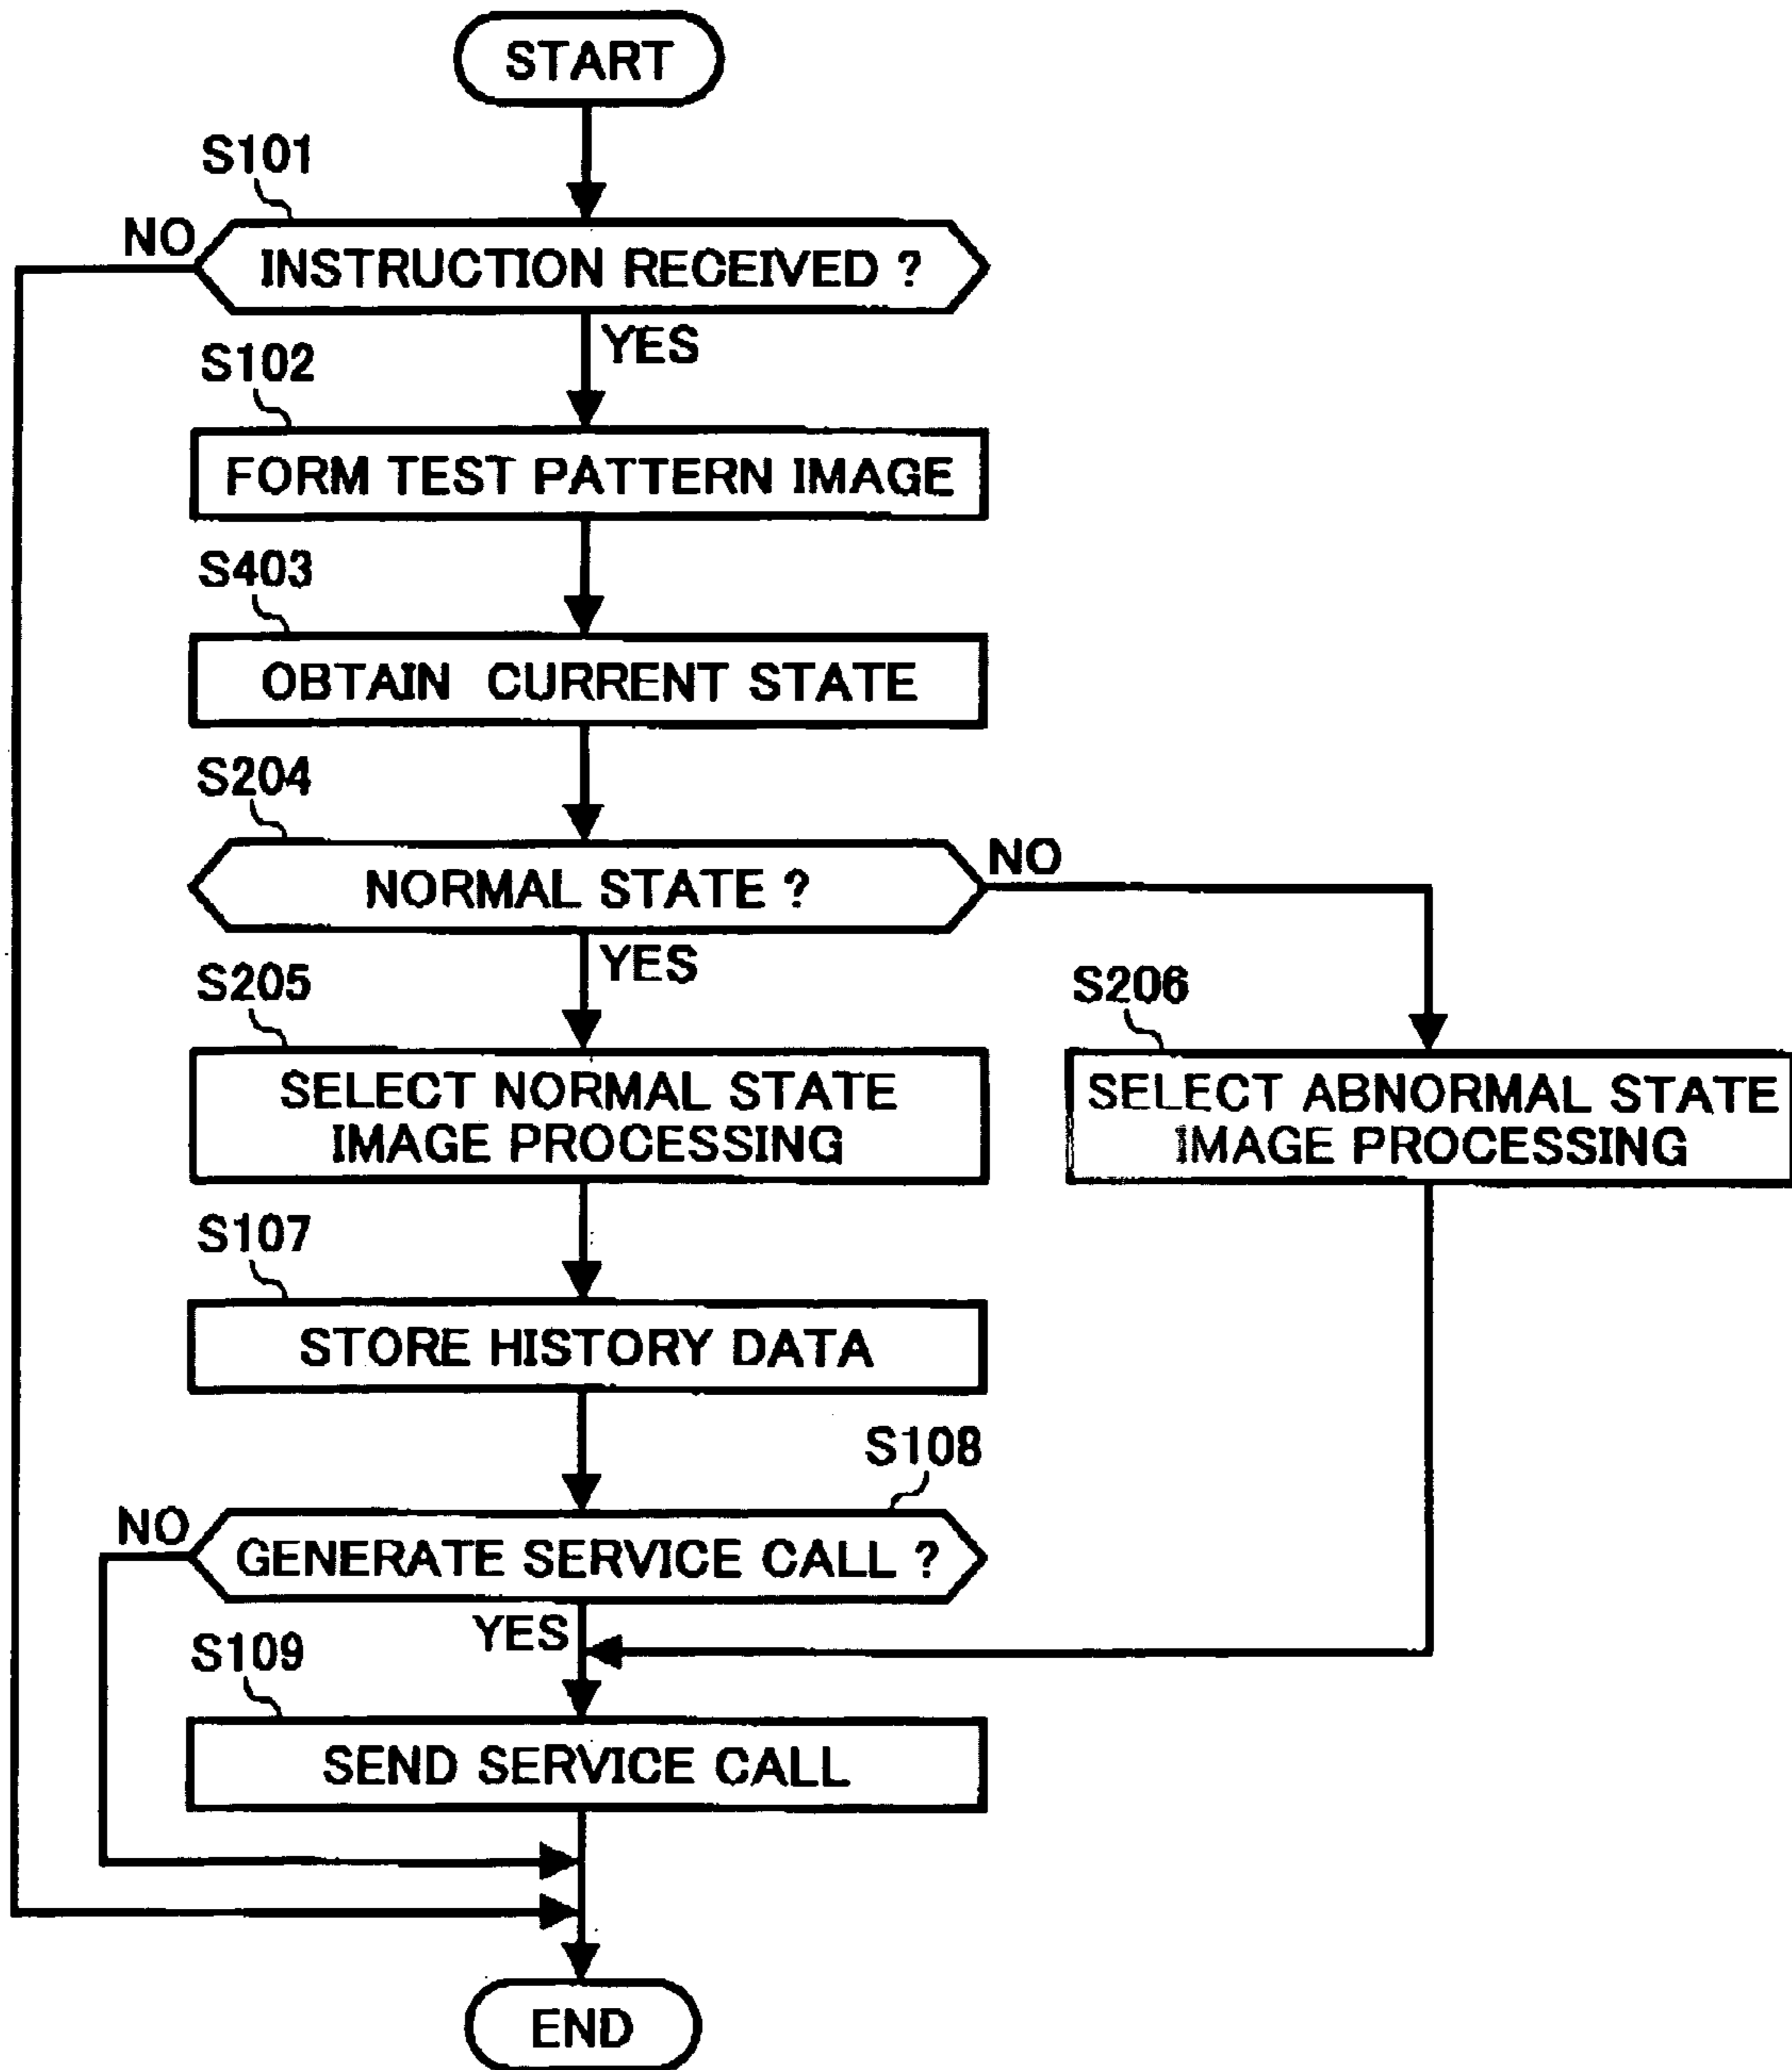 START
S101
NO
INSTRUCTION RECEIVED ?
YES
S102
FORM TEST PATTERN IMAGE
S403
OBTAIN CURRENT STATE
S204
NORMAL STATE ?
NO
YES
S205
SELECT NORMAL STATE
IMAGE PROCESSING
S206
SELECT ABNORMAL STATE
IMAGE PROCESSING
S107
STORE HISTORY DATA
S108
NO
GENERATE SERVICE CALL ?
YES
S109
SEND SERVICE CALL
END